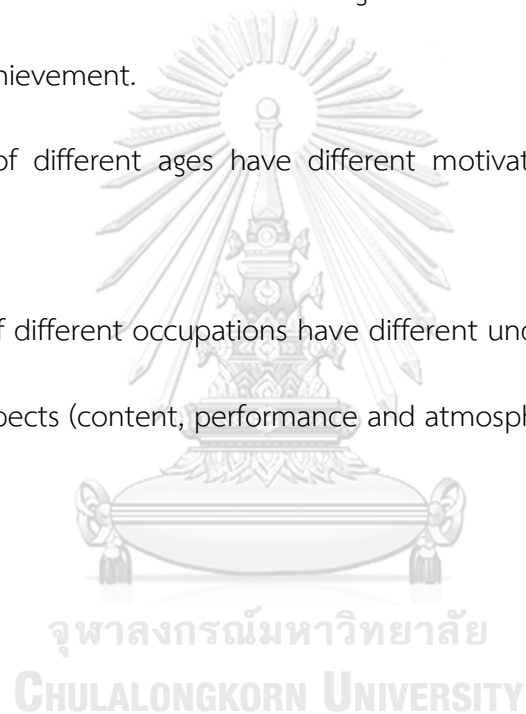 hievement.
of different ages have different motivat
f different occupations have different und
pects (content, performance and atmosph
จุฬาลงกรณ์มหาวิทยาลัย
CHULALONGKORN UNIVERSITY